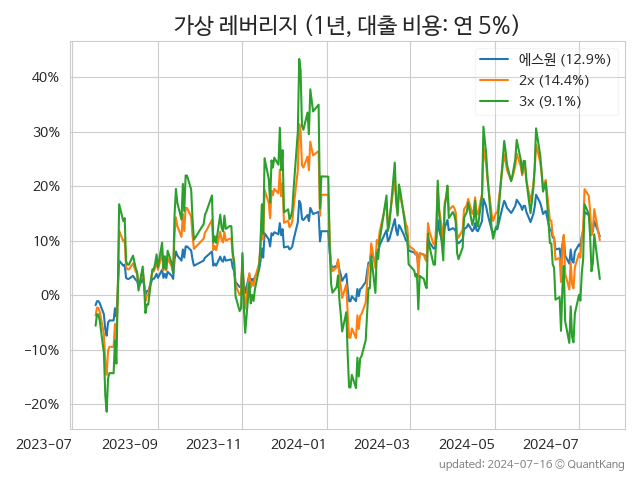 가상 레버리지 (1년, 대출 비용: 연 5%)
에스원 (12.9%)
2x (14.4%)
3x (9.1%)
40%
30%
20%
10%
0%
−10%
−20%
2023-07
2023-09
2023-11
2024-01
2024-03
2024-05
2024-07
updated: 2024-07-16 © QuantKang